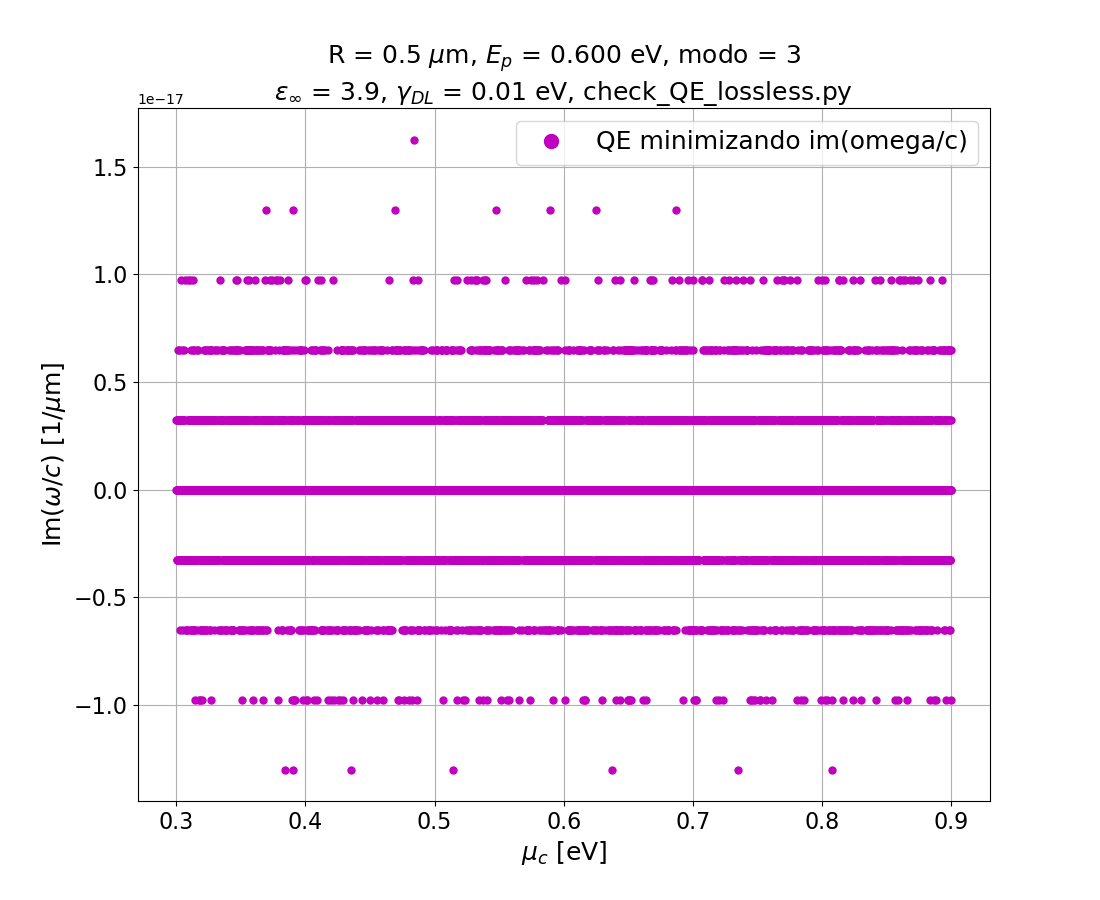 R = 0.5 μm, E_p = 0.600 eV, modo = 3
ε_∞ = 3.9, γ_DL = 0.01 eV, check_QE_lossless.py
1e−17
QE minimizando im(omega/c)
1.5
1.0
0.5
0.0
−0.5
−1.0
Im(ω/c) [1/μm]
0.3 0.4 0.5 0.6 0.7 0.8 0.9
μ_c [eV]